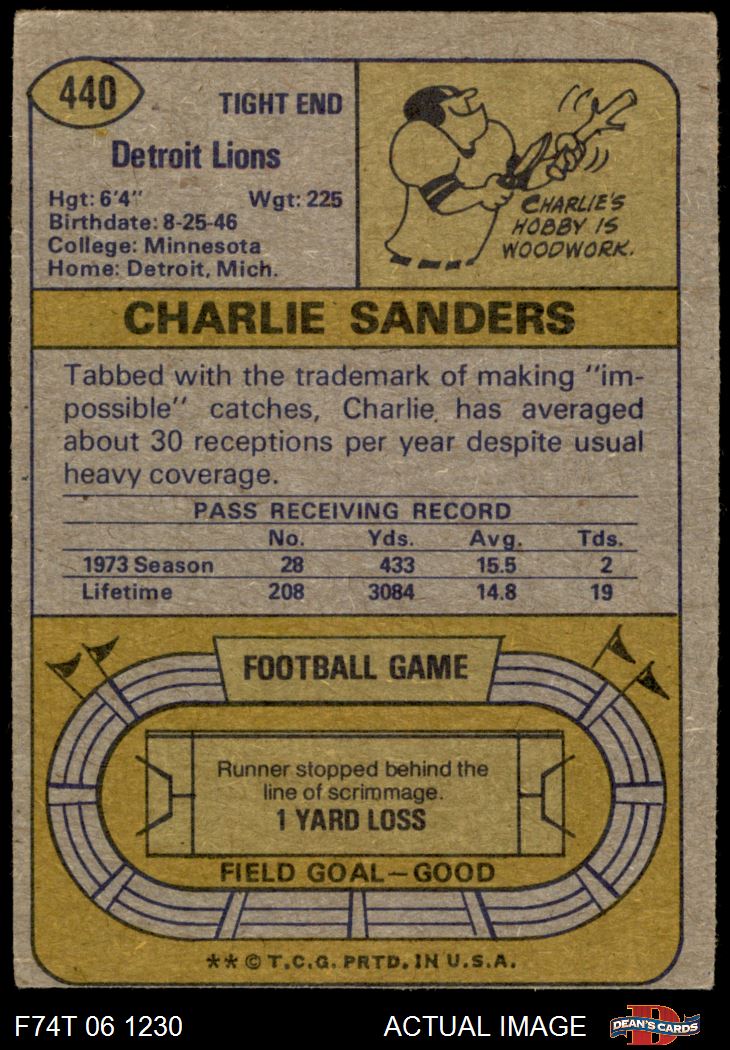 440
TIGHT END
Detroit Lions
Hgt: 6'4" Wgt: 225
Birthdate: 8-25-46
College: Minnesota
Home: Detroit, Mich.
CHARLIE'S
HOBBY IS
WOODWORK.
CHARLIE SANDERS
Tabbed with the trademark of making "im-
possible" catches, Charlie has averaged
about 30 receptions per year despite usual
heavy coverage.
PASS RECEIVING RECORD
No. Yds. Avg. Tds.
1973 Season 28 433 15.5 2
Lifetime 208 3084 14.8 19
FOOTBALL GAME
Runner stopped behind the
line of scrimmage.
1 YARD LOSS
FIELD GOAL—GOOD
** © T.C.G. PRTD. IN U.S.A.
F74T 06 1230 ACTUAL IMAGE D DEAN'S CARDS